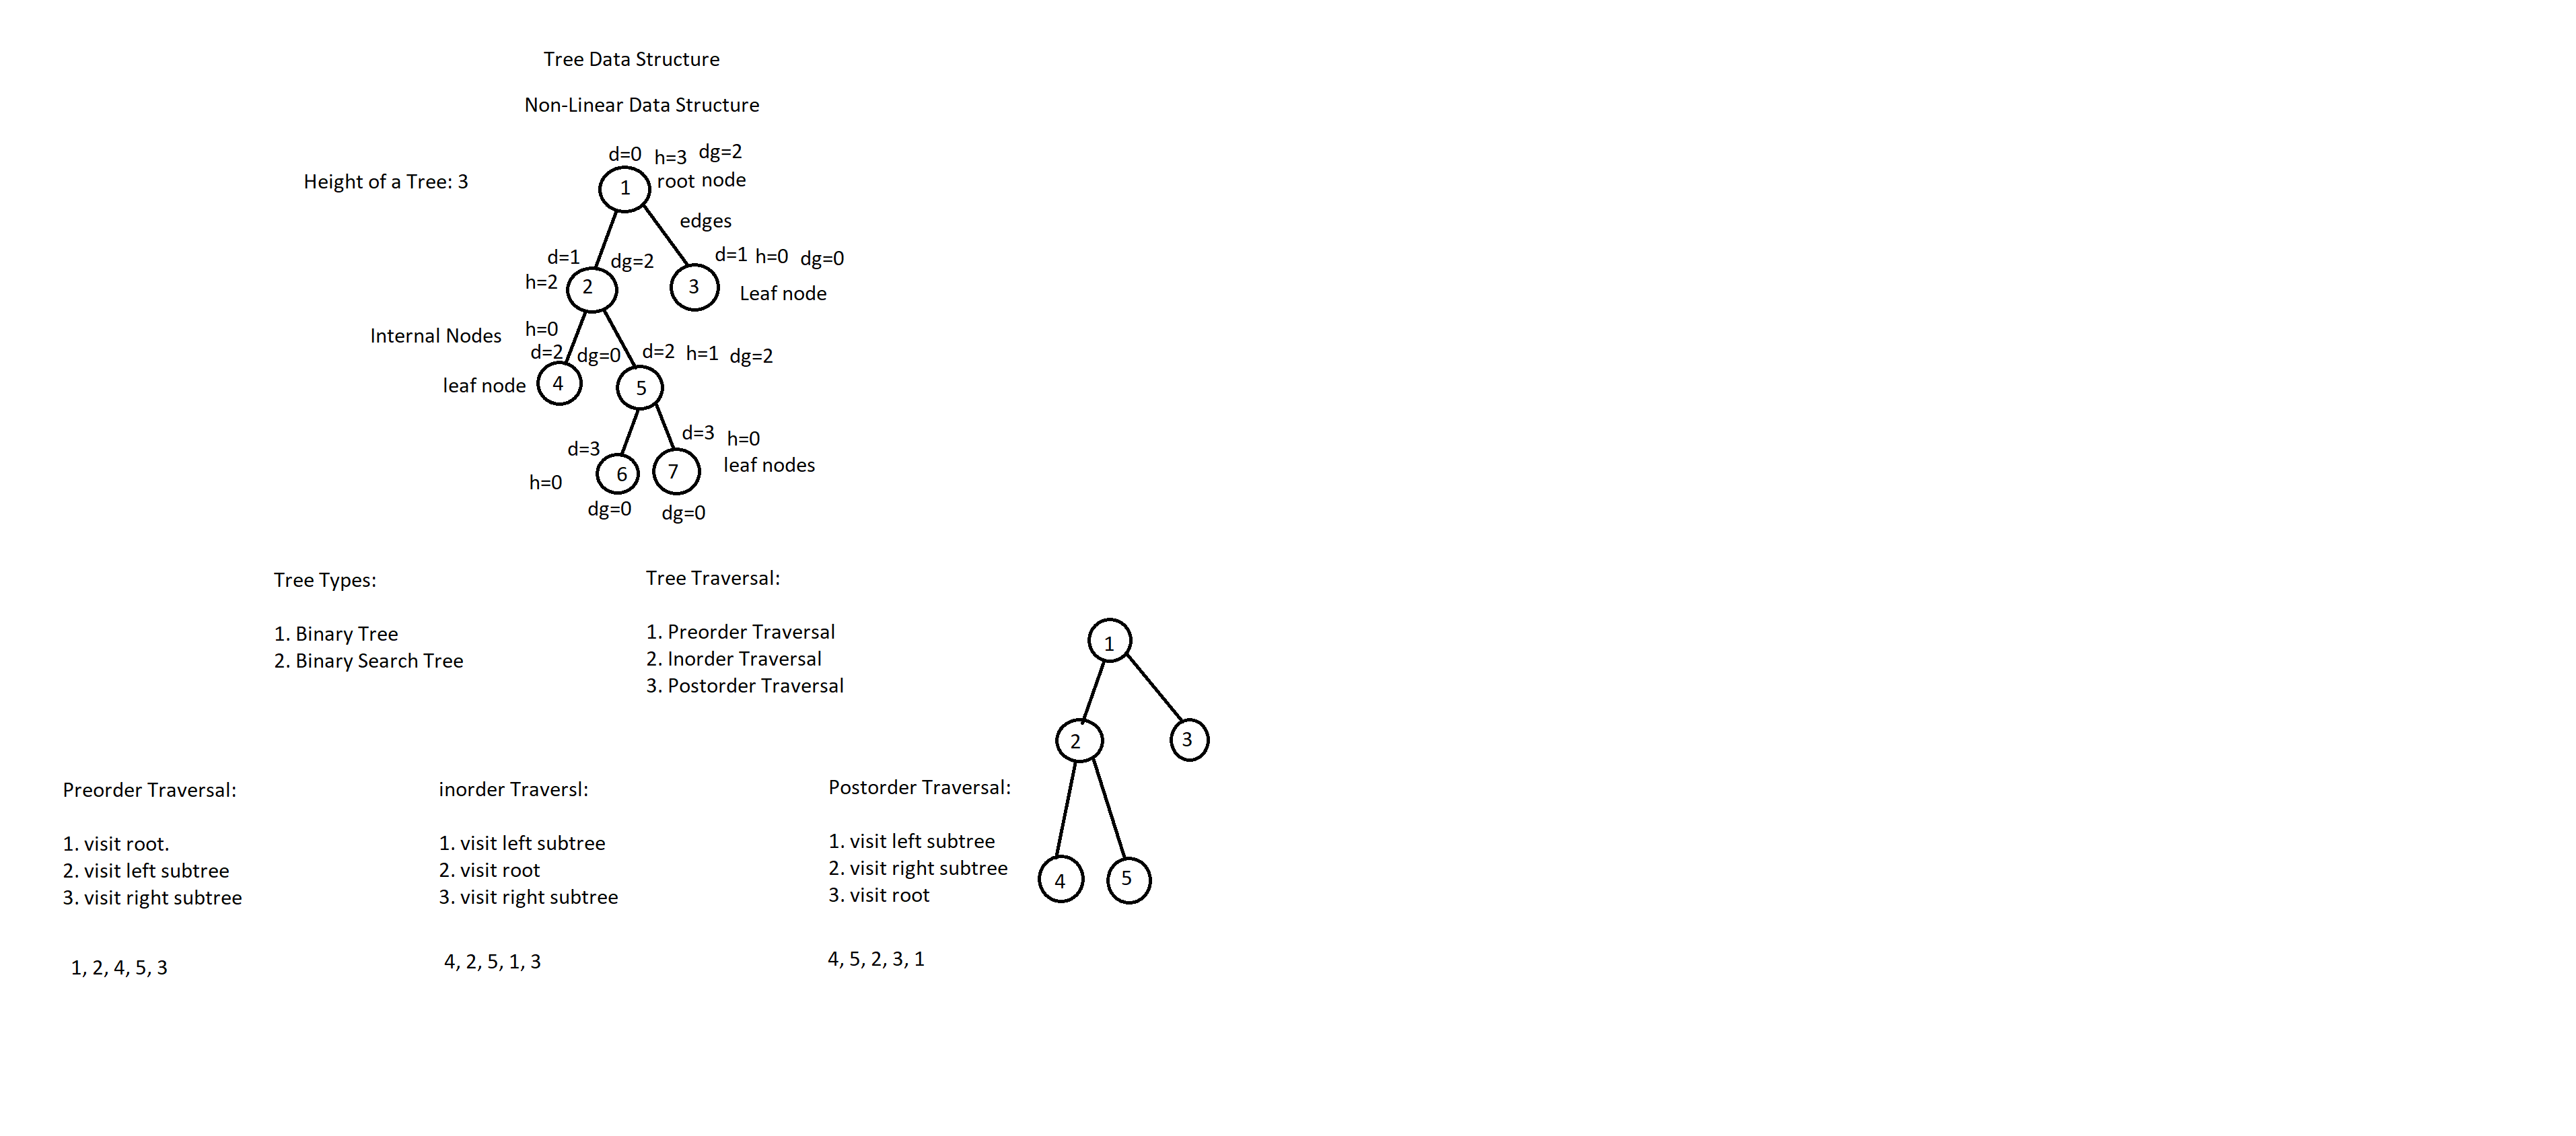 Tree Data Structure
Non-Linear Data Structure
d=0 h=3 dg=2
Height of a Tree: 3
1 root node
edges
d=1 dg=2
d=1 h=0 dg=0
h=2 2
3 Leaf node
Internal Nodes
h=0
d=2 dg=0
d=2 h=1 dg=2
leaf node 4
5
d=3
d=3 h=0
h=0 6
7 leaf nodes
dg=0 dg=0
Tree Types:
1. Binary Tree
2. Binary Search Tree
Tree Traversal:
1. Preorder Traversal
2. Inorder Traversal
3. Postorder Traversal
1
2 3
4 5
Preorder Traversal:
1. visit root.
2. visit left subtree
3. visit right subtree
1, 2, 4, 5, 3
inorder Traversl:
1. visit left subtree
2. visit root
3. visit right subtree
4, 2, 5, 1, 3
Postorder Traversal:
1. visit left subtree
2. visit right subtree
3. visit root
4, 5, 2, 3, 1